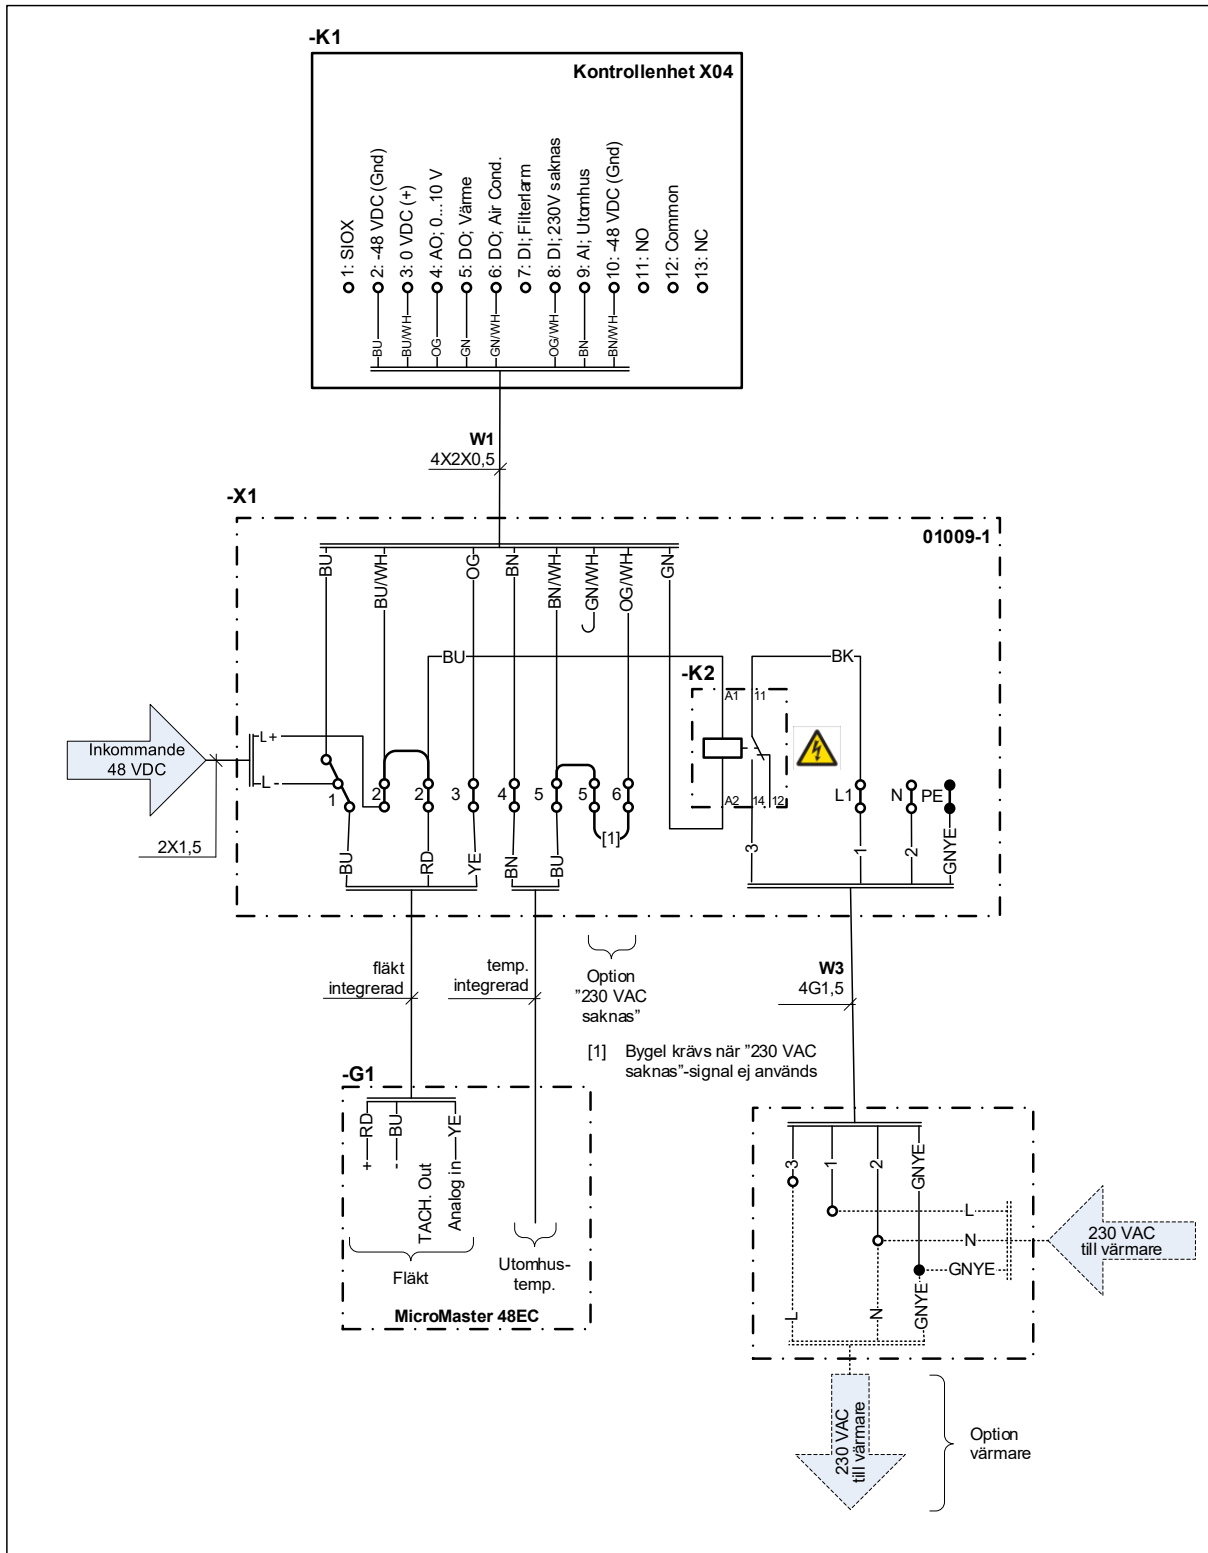 -K1
Kontrollenhet X04
1: SIOX
2: -48 VDC (Gnd)
3: 0 VDC (+)
4: AO; 0...10 V
5: DO; Värme
6: DO; Air Cond.
7: DI; Filterlarm
8: DI; 230V saknas
9: AI; Utomhus
10: -48 VDC (Gnd)
11: NO
12: Common
13: NC
BU
BU/WH
OG
GN
GN/WH
OG/WH
BN
BN/WH
W1
4X2X0,5
-X1
01009-1
BU
BU/WH
OG
BN
BN/WH
GN/WH
OG/WH
GN
BU
BK
-K2
A1
11
Inkommande
48 VDC
L+
L-
2X1,5
1
2
2
3
4
5
5
6
[1]
A2
14
12
L1
N
PE
BU
RD
YE
BN
BU
3
1
2
GNYE
fläkt
integrerad
temp.
integrerad
Option
"230 VAC
saknas"
W3
4G1,5
[1] Bygel krävs när "230 VAC
saknas"-signal ej används
-G1
RD
BU
YE
+
-
TACH. Out
Analog in
Fläkt
Utomhus-
temp.
MicroMaster 48EC
3
1
2
GNYE
L
N
GNYE
230 VAC
till värmare
L
N
GNYE
230 VAC
till värmare
Option
värmare